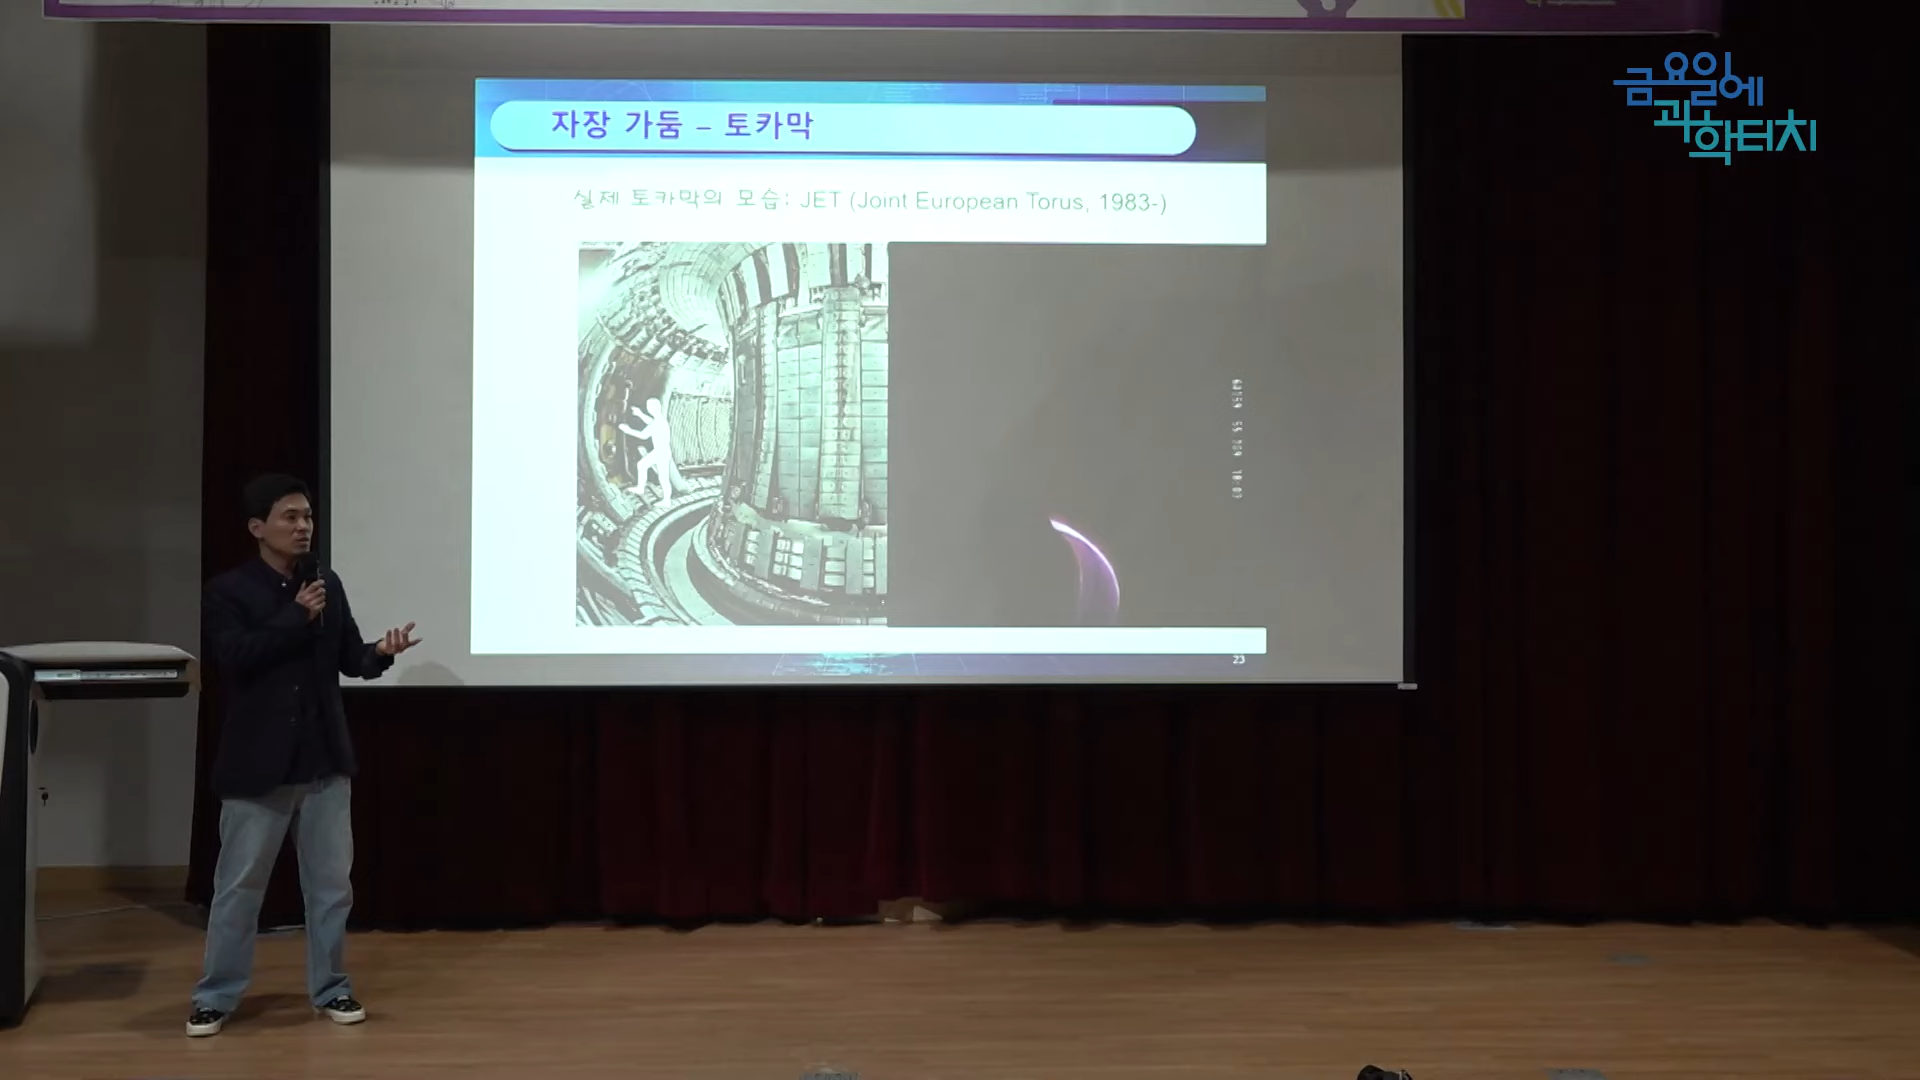 금요일에
과학터치
자장 가둠 – 토카막
실제 토카막의 모습: JET (Joint European Torus, 1983-)
23